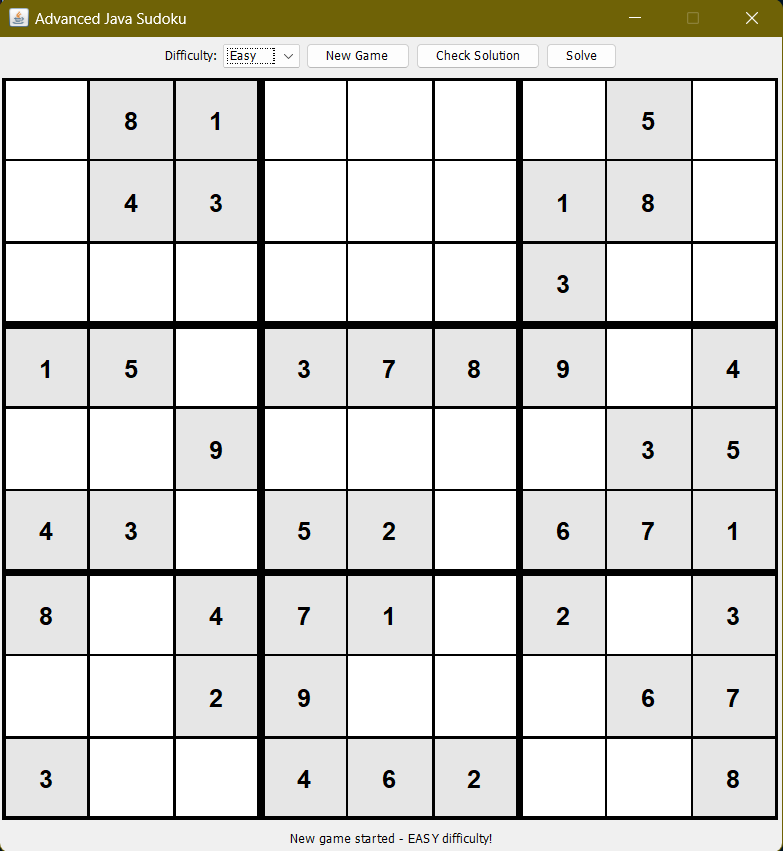 Advanced Java Sudoku
Difficulty: Easy New Game Check Solution Solve
8 1 5
4 3 1 8
3
1 5 3 7 8 9 4
9 3 5
4 3 5 2 6 7 1
8 4 7 1 2 3
2 9 6 7
3 4 6 2 8
New game started - EASY difficulty!